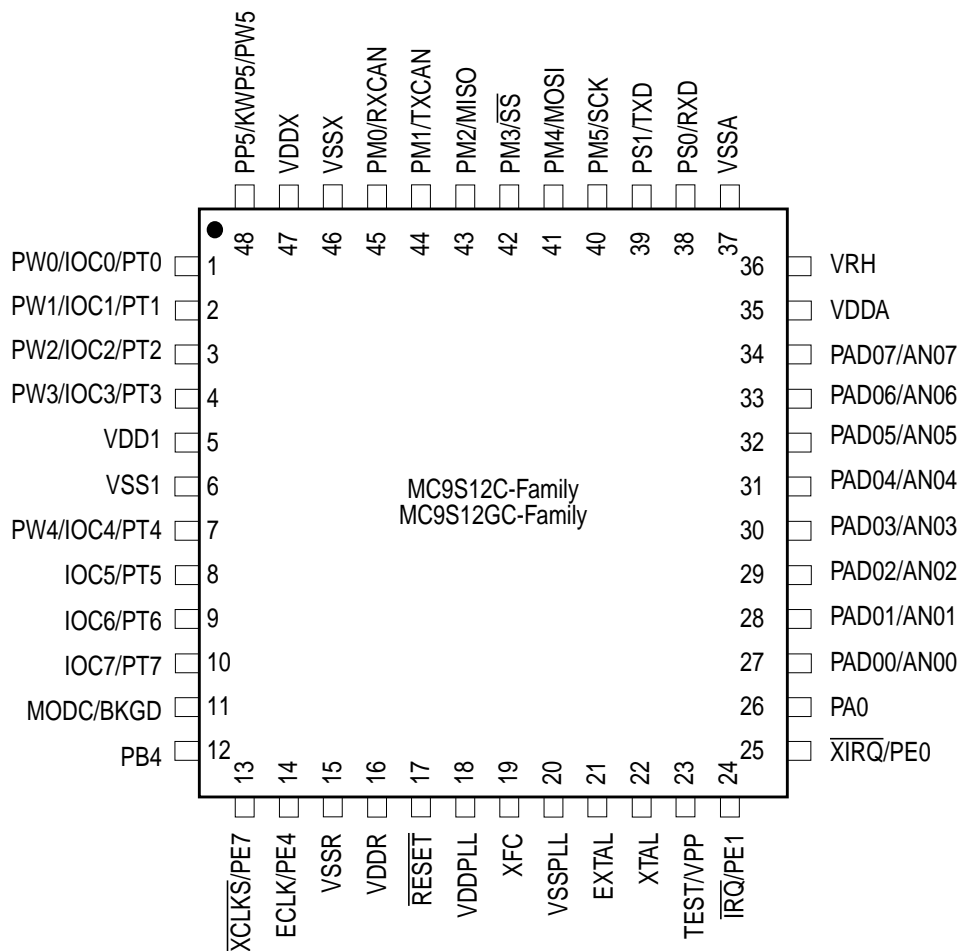 PP5/KWP5/PW5
VDDX
VSSX
PM0/RXCAN
PM1/TXCAN
PM2/MISO
PM3/S̅S̅
PM4/MOSI
PM5/SCK
PS1/TXD
PS0/RXD
VSSA
48
47
46
45
44
43
42
41
40
39
38
37
PW0/IOC0/PT0 1
PW1/IOC1/PT1 2
PW2/IOC2/PT2 3
PW3/IOC3/PT3 4
VDD1 5
VSS1 6
PW4/IOC4/PT4 7
IOC5/PT5 8
IOC6/PT6 9
IOC7/PT7 10
MODC/BKGD 11
PB4 12
MC9S12C-Family
MC9S12GC-Family
36 VRH
35 VDDA
34 PAD07/AN07
33 PAD06/AN06
32 PAD05/AN05
31 PAD04/AN04
30 PAD03/AN03
29 PAD02/AN02
28 PAD01/AN01
27 PAD00/AN00
26 PA0
25 X̅I̅R̅Q̅/PE0
13
14
15
16
17
18
19
20
21
22
23
24
X̅C̅L̅K̅S̅/PE7
ECLK/PE4
VSSR
VDDR
R̅E̅S̅E̅T̅
VDDPLL
XFC
VSSPLL
EXTAL
XTAL
TEST/VPP
I̅R̅Q̅/PE1